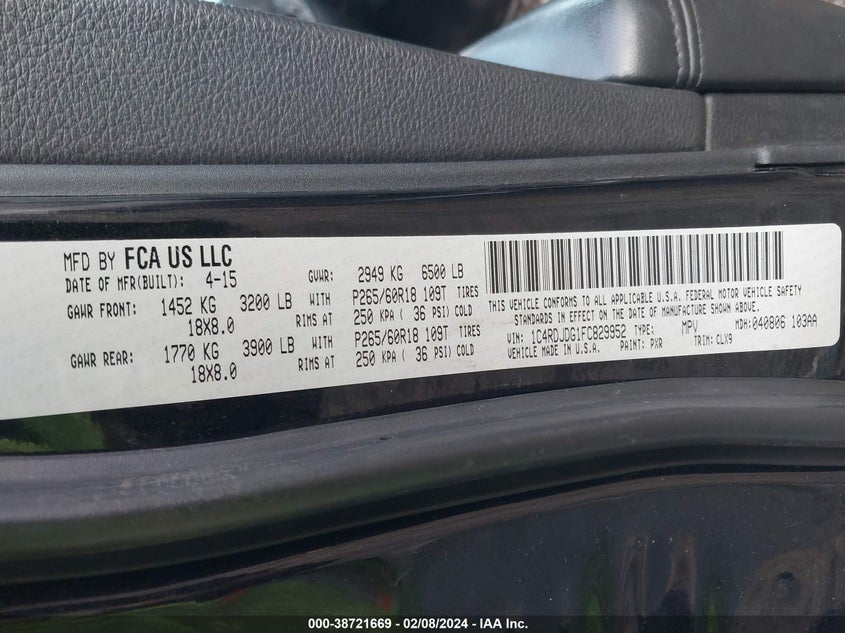 MFD BY FCA US LLC
DATE OF MFR(BUILT): 4-15 GVWR: 2949 KG 6500 LB
GAWR FRONT: 1452 KG 3200 LB WITH P265/60R18 109T TIRES
18X8.0 RIMS AT 250 KPA ( 36 PSI) COLD
GAWR REAR: 1770 KG 3900 LB WITH P265/60R18 109T TIRES
18X8.0 RIMS AT 250 KPA ( 36 PSI) COLD
THIS VEHICLE CONFORMS TO ALL APPLICABLE U.S.A. FEDERAL MOTOR VEHICLE SAFETY
STANDARDS IN EFFECT ON THE DATE OF MANUFACTURE SHOWN ABOVE.
VIN: 1C4RDJDG1FC829952 TYPE: MPV MDH: 040806 103AA
VEHICLE MADE IN U.S.A. PAINT: PXR TRIM: CLX9
000-38721669 - 02/08/2024 - IAA Inc.